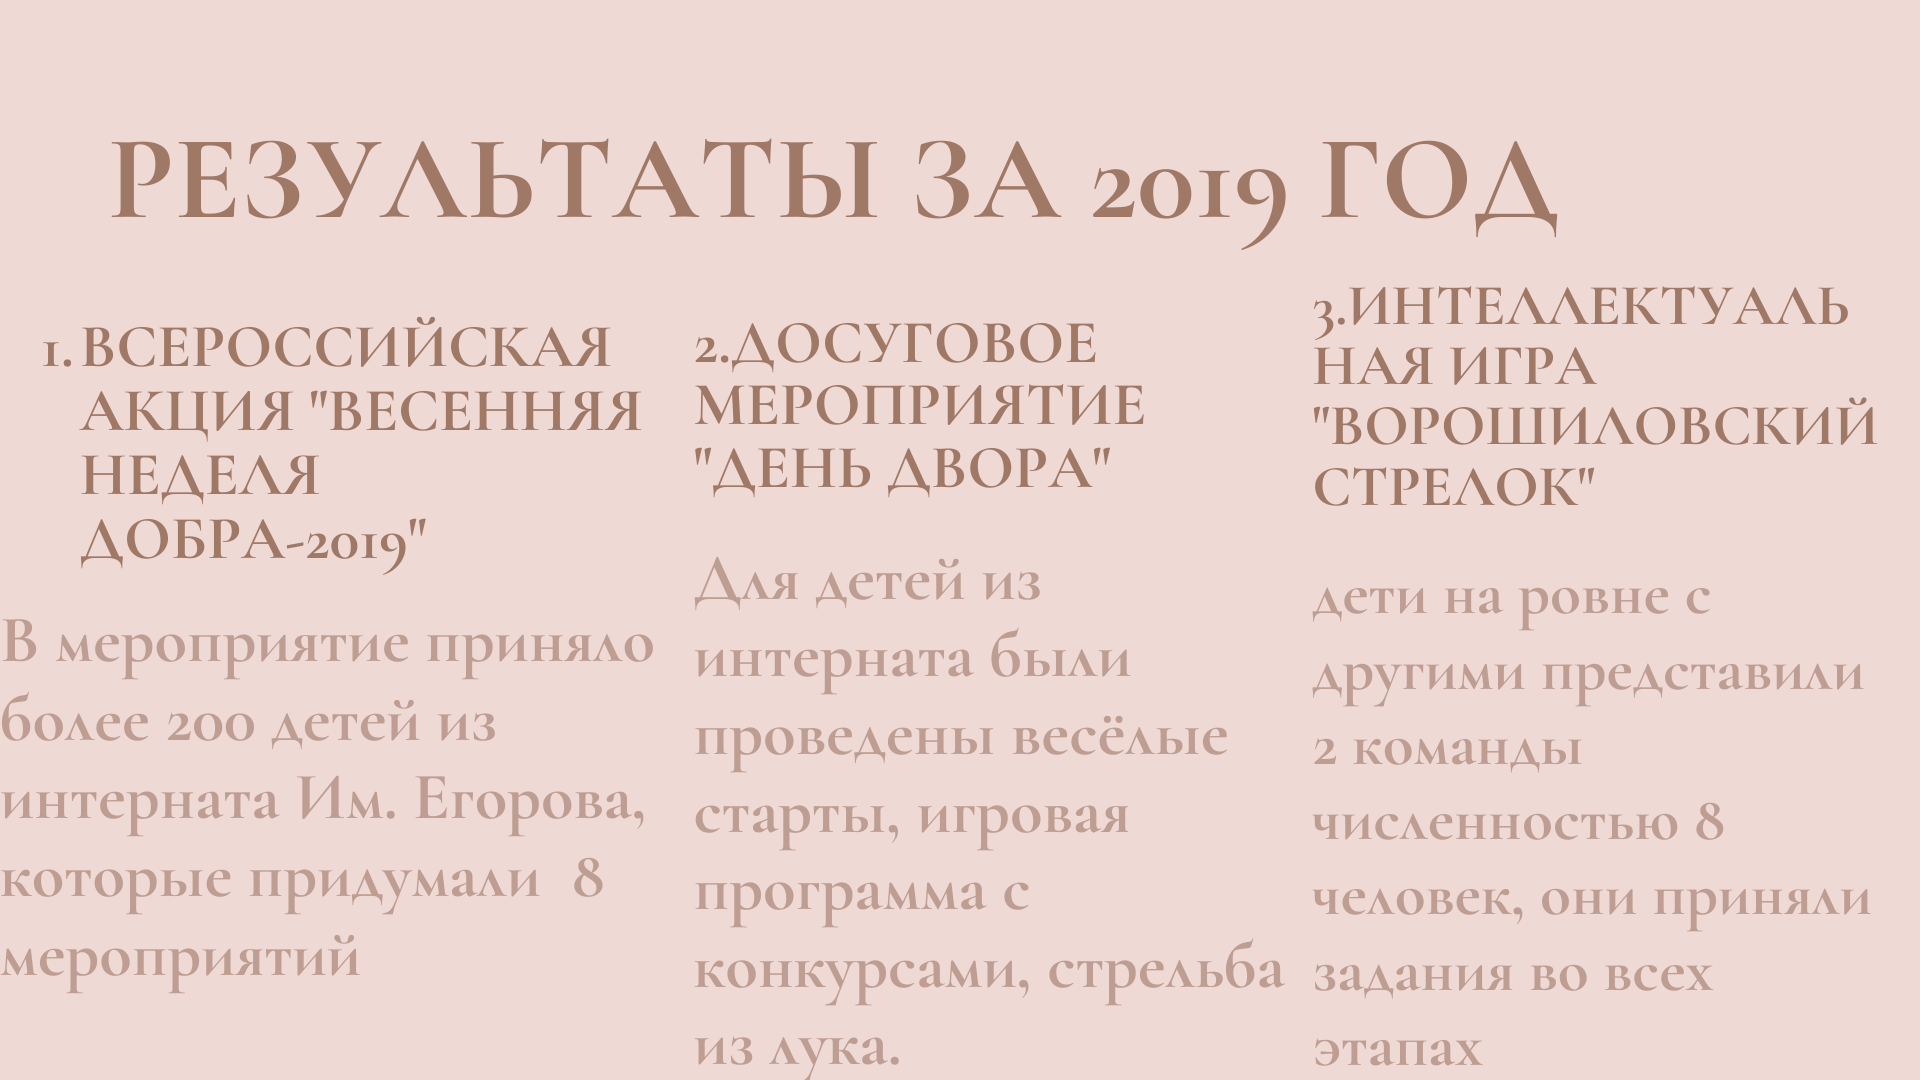 РЕЗУЛЬТАТЫ ЗА 2019 ГОД
1. ВСЕРОССИЙСКАЯ
АКЦИЯ "ВЕСЕННЯЯ
НЕДЕЛЯ
ДОБРА-2019"
В мероприятие приняло
более 200 детей из
интерната Им. Егорова,
которые придумали 8
мероприятий
2.ДОСУГОВОЕ
МЕРОПРИЯТИЕ
"ДЕНЬ ДВОРА"
Для детей из
интерната были
проведены весёлые
старты, игровая
программа с
конкурсами, стрельба
из лука.
3.ИНТЕЛЛЕКТУАЛЬ
НАЯ ИГРА
"ВОРОШИЛОВСКИЙ
СТРЕЛОК"
дети на ровне с
другими представили
2 команды
численностью 8
человек, они приняли
задания во всех
этапах